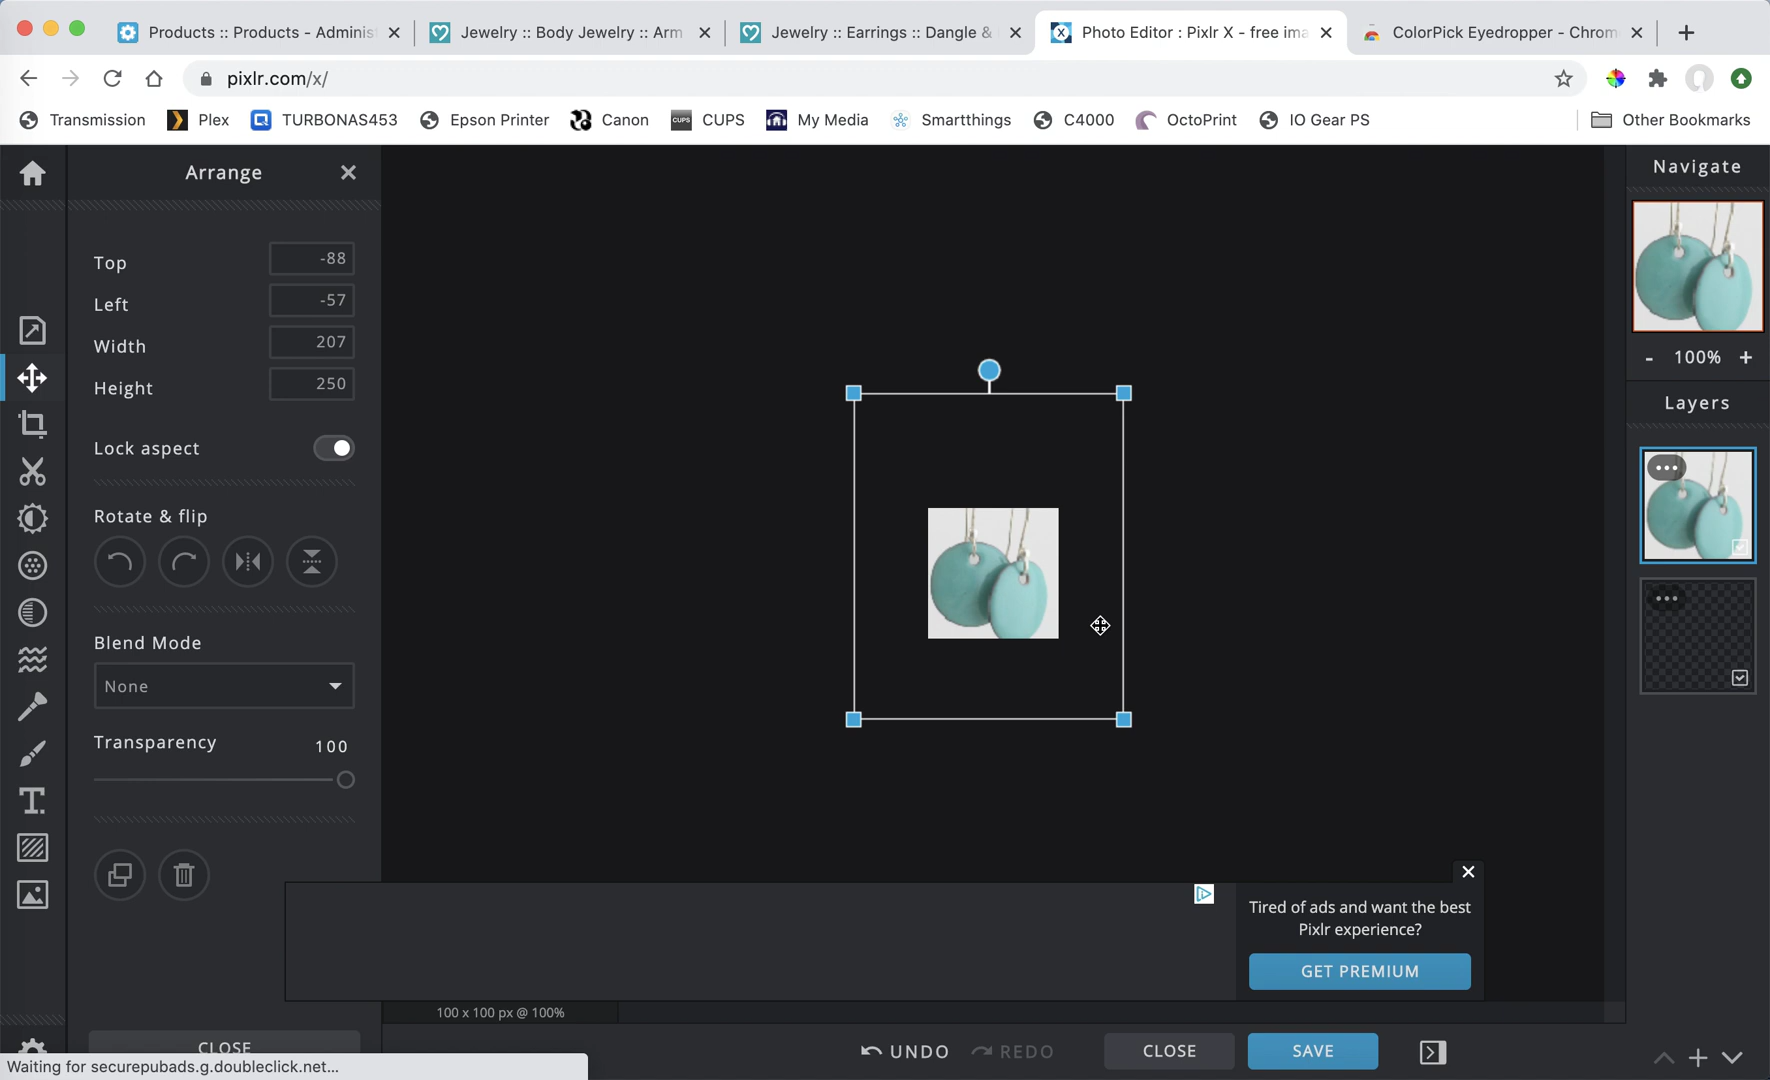 Products :: Products - Adminis
Jewelry :: Body Jewelry :: Arm
Jewelry :: Earrings :: Dangle &
Photo Editor : Pixlr X - free ima
ColorPick Eyedropper - Chrom
pixlr.com/x/
Transmission
Plex
TURBONAS453
Epson Printer
Canon
CUPS
CUPS
My Media
Smartthings
C4000
OctoPrint
IO Gear PS
Other Bookmarks
Arrange
Top -88
Left -57
Width 207
Height 250
Lock aspect
Rotate & flip
Blend Mode
None
Transparency 100
CLOSE
Navigate
- 100% +
Layers
Tired of ads and want the best
Pixlr experience?
GET PREMIUM
100 x 100 px @ 100%
UNDO
REDO
CLOSE
SAVE
Waiting for securepubads.g.doubleclick.net...